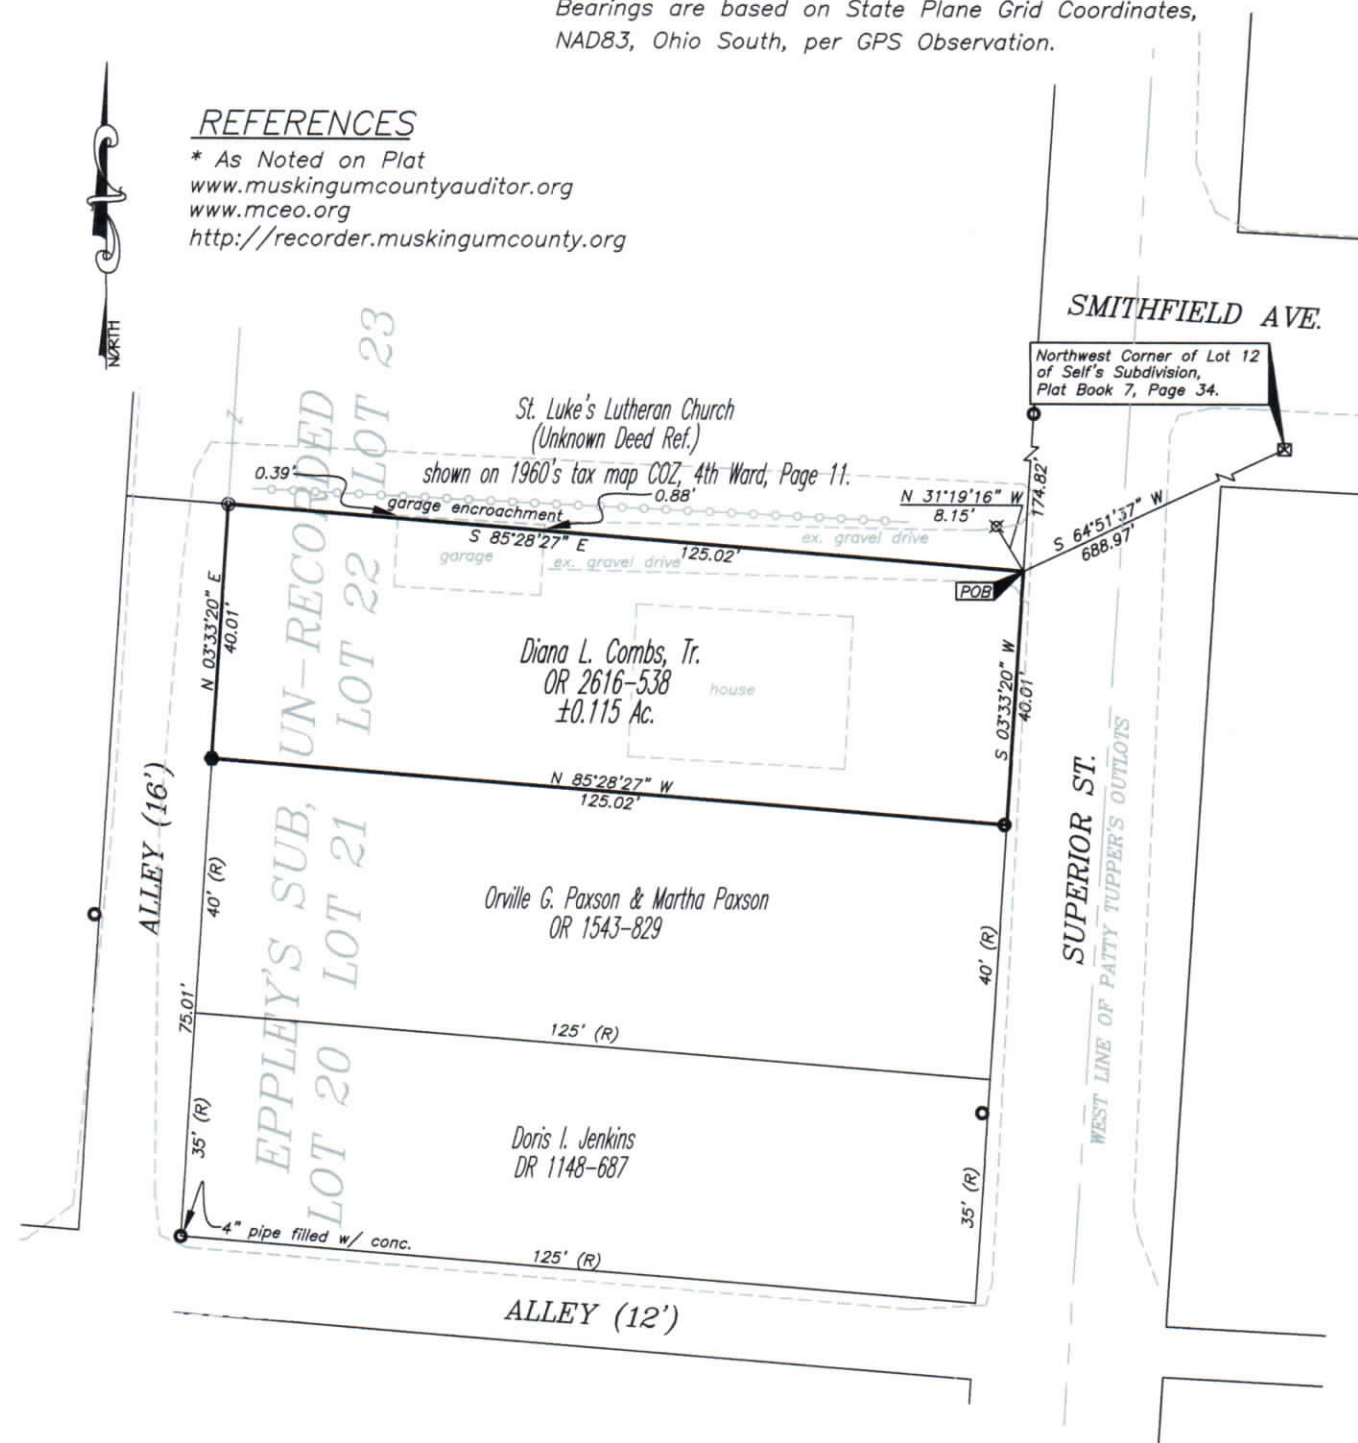 Bearings are based on State Plane Grid Coordinates,
NAD83, Ohio South, per GPS Observation.
REFERENCES
* As Noted on Plat
www.muskingumcountyauditor.org
www.mceo.org
http://recorder.muskingumcounty.org
NORTH
SMITHFIELD AVE.
Northwest Corner of Lot 12
of Self's Subdivision,
Plat Book 7, Page 34.
St. Luke's Lutheran Church
(Unknown Deed Ref.)
shown on 1960's tax map COZ, 4th Ward, Page 11.
0.39'
0.88'
garage encroachment
N 31°19'16" W
8.15'
174.82'
S 64°51'37" W
688.97'
S 85°28'27" E
125.02'
ex. gravel drive
garage
ex. gravel drive
POB
N 03°33'20" E
40.01'
Diana L. Combs, Tr.
OR 2616-538
±0.115 Ac.
house
S 03°33'20" W
40.01'
N 85°28'27" W
125.02'
ALLEY (16')
40' (R)
Orville G. Paxson & Martha Paxson
OR 1543-829
40' (R)
SUPERIOR ST.
WEST LINE OF PATTY TUPPER'S OUTLOTS
75.01'
125' (R)
35' (R)
Doris I. Jenkins
DR 1148-687
35' (R)
4" pipe filled w/ conc.
125' (R)
ALLEY (12')
EPPLEY'S SUB, UN-RECORDED
LOT 20 LOT 21 LOT 22 LOT 23